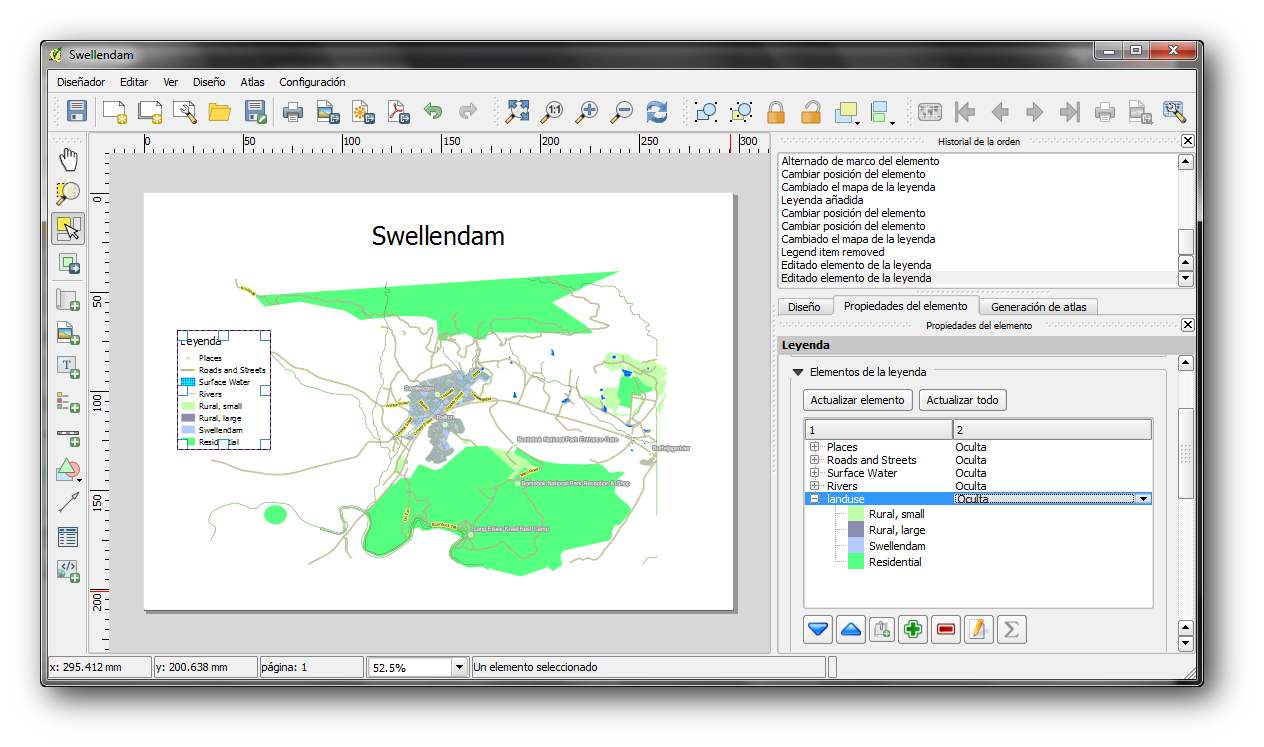 Swellendam
Diseñador Editar Ver Diseño Atlas Configuración
1:1
0 50 100 150 200 250 300
0
50
100
150
200
Swellendam
Leyenda
Places
Roads and Streets
Surface Water
Rivers
Rural, small
Rural, large
Swellendam
Residential
Swellendam
Railton
Bontebok National Park Entrance Gate
Buffeljagsrivier
Bontebok National Park Reception & Shop
Lang Elsies Kraal Rest Camp
Historial de la orden
Alternado de marco del elemento
Cambiar posición del elemento
Cambiado el mapa de la leyenda
Leyenda añadida
Cambiar posición del elemento
Cambiar posición del elemento
Cambiado el mapa de la leyenda
Legend item removed
Editado elemento de la leyenda
Editado elemento de la leyenda
Diseño Propiedades del elemento Generación de atlas
Propiedades del elemento
Leyenda
Elementos de la leyenda
Actualizar elemento Actualizar todo
1 2
Places Oculta
Roads and Streets Oculta
Surface Water Oculta
Rivers Oculta
landuse Oculta
Rural, small
Rural, large
Swellendam
Residential
Σ
x: 295.412 mm y: 200.638 mm página: 1 52.5% Un elemento seleccionado